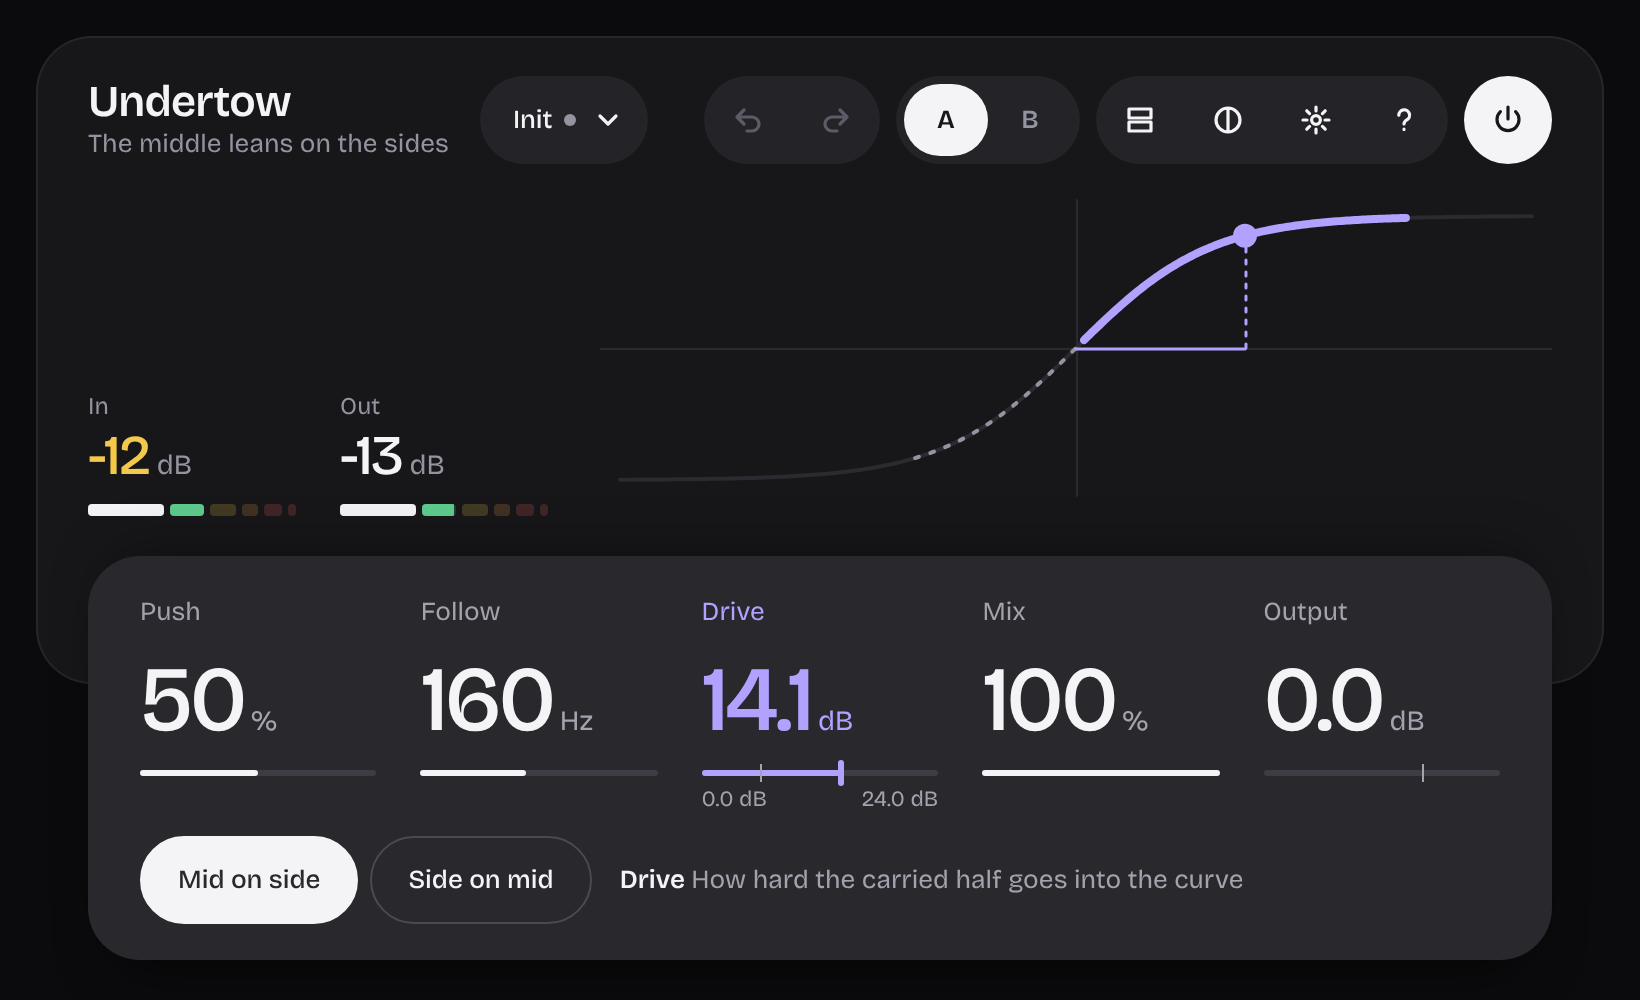 Undertow
The middle leans on the sides
Init
A B
?
In Out
-12 dB -13 dB
Push Follow Drive Mix Output
50 % 160 Hz 14.1 dB 100 % 0.0 dB
0.0 dB 24.0 dB
Mid on side Side on mid Drive How hard the carried half goes into the curve